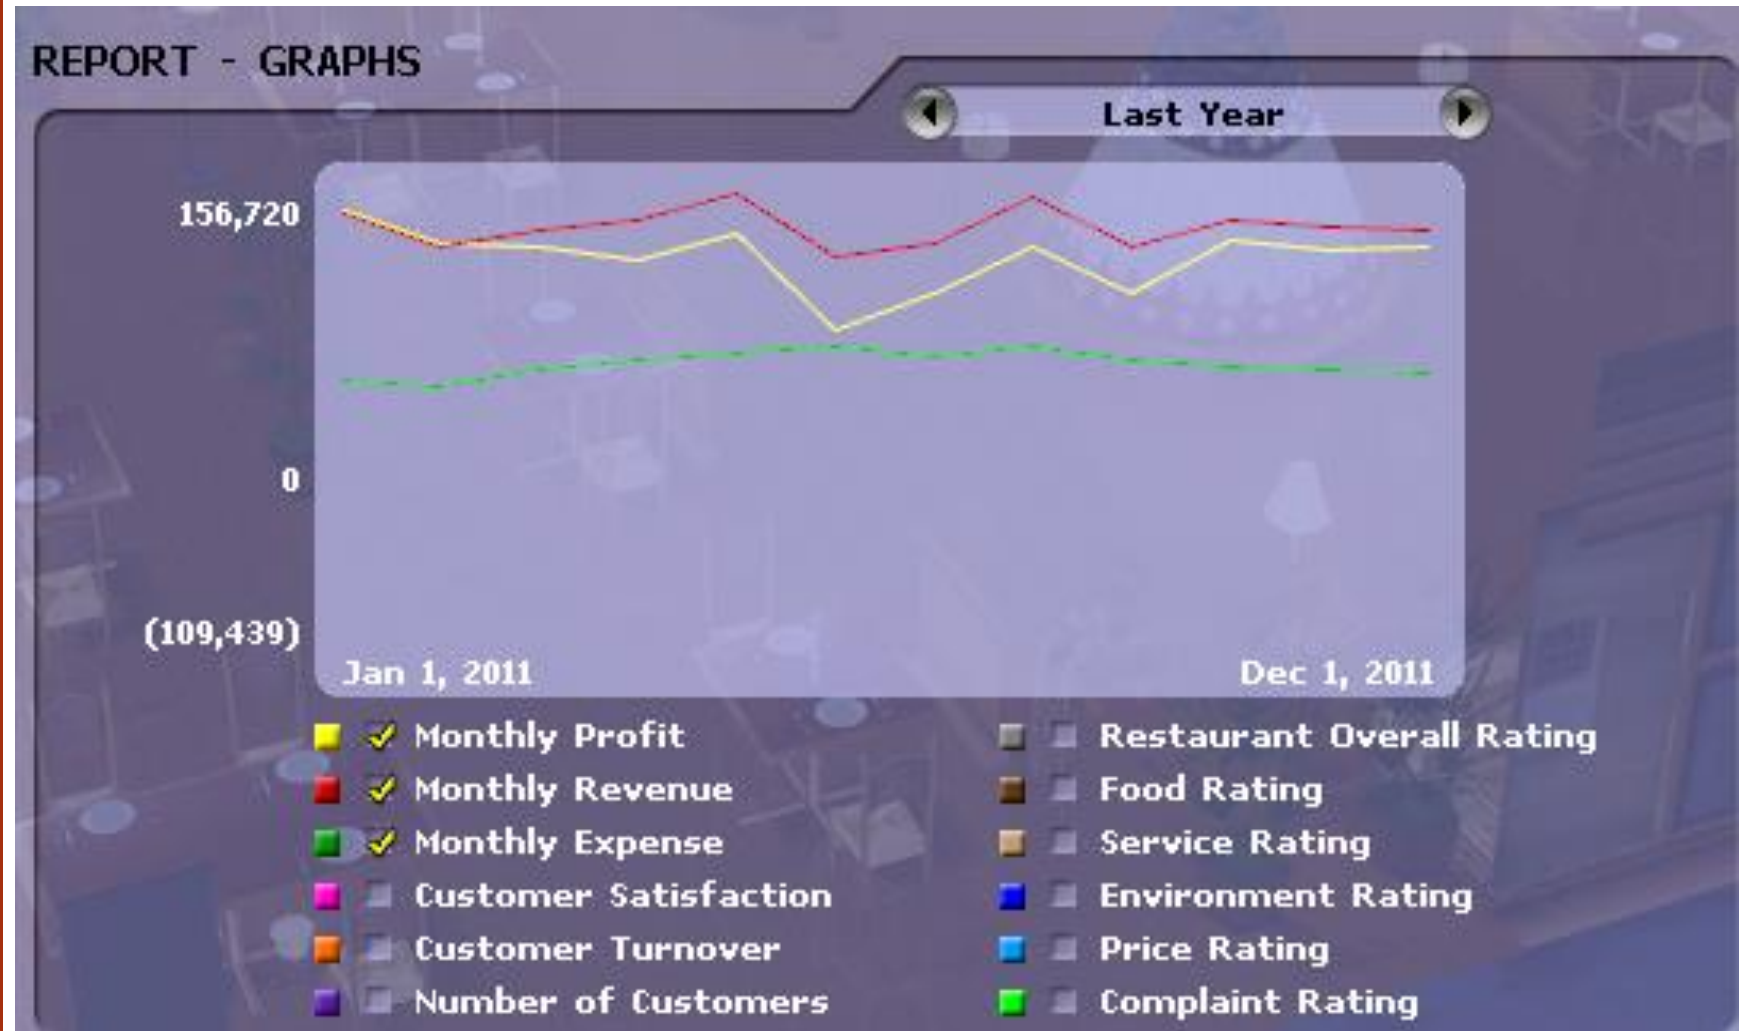 REPORT - GRAPHS
Last Year
156,720
0
(109,439)
Jan 1, 2011 Dec 1, 2011
Monthly Profit Restaurant Overall Rating
Monthly Revenue Food Rating
Monthly Expense Service Rating
Customer Satisfaction Environment Rating
Customer Turnover Price Rating
Number of Customers Complaint Rating